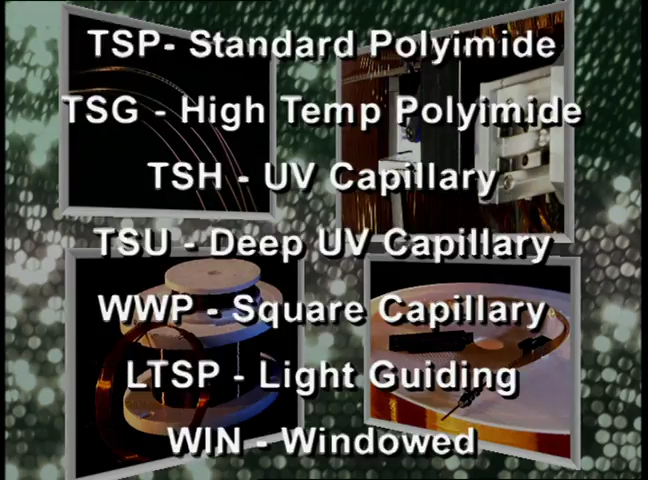 TSP- Standard Polyimide
TSG - High Temp Polyimide
TSH - UV Capillary
TSU - Deep UV Capillary
WWP - Square Capillary
LTSP - Light Guiding
WIN - Windowed